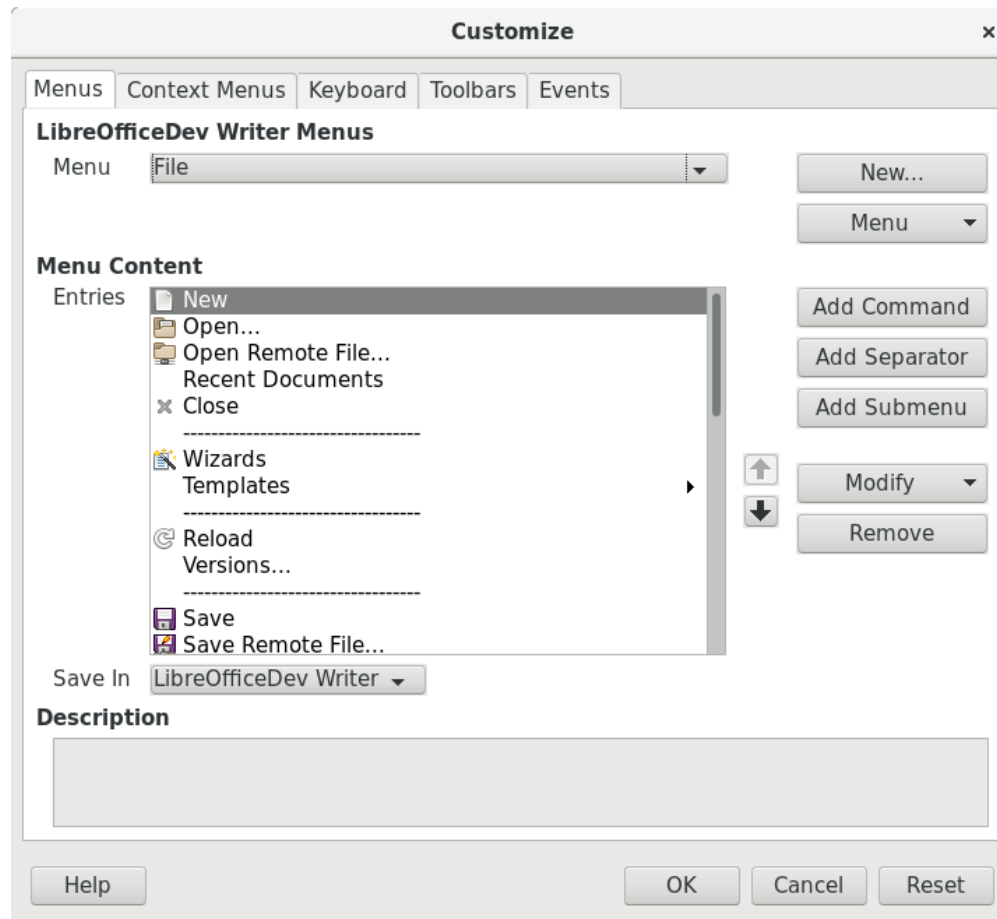 Customize ×
Menus Context Menus Keyboard Toolbars Events
LibreOfficeDev Writer Menus
Menu File New...
Menu
Menu Content
Entries New
Open...
Open Remote File...
Recent Documents
Close
----------------------------------
Wizards
Templates
----------------------------------
Reload
Versions...
----------------------------------
Save
Save Remote File...
Add Command
Add Separator
Add Submenu
Modify
Remove
Save In LibreOfficeDev Writer
Description
Help OK Cancel Reset